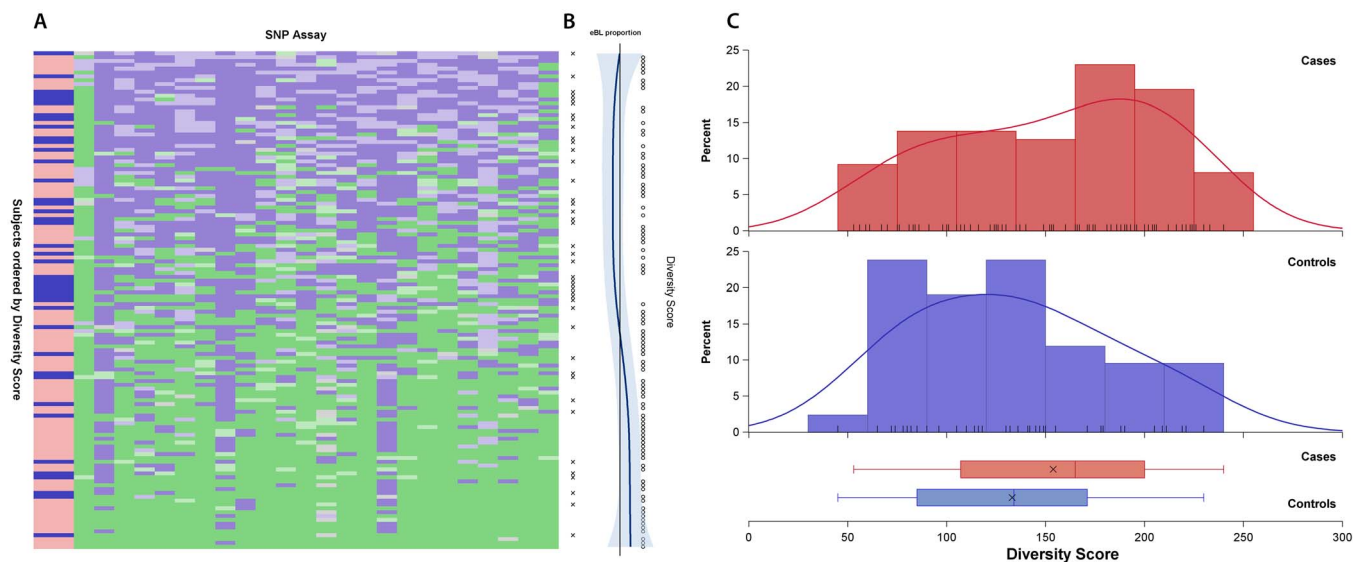 A
SNP Assay
Subjects ordered by Diversity Score
B
eBL proportion
Diversity Score
C
25
20
15
10
5
0
Percent
Cases
25
20
15
10
5
0
Percent
Controls
Cases
Controls
0 50 100 150 200 250 300
Diversity Score